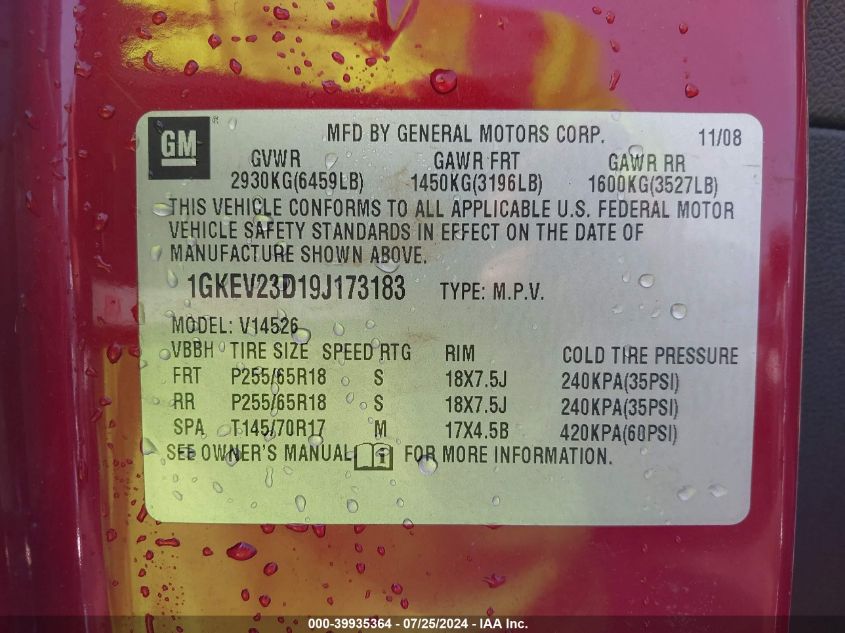 GM ® MFD BY GENERAL MOTORS CORP. 11/08
GVWR GAWR FRT GAWR RR
2930KG(6459LB) 1450KG(3196LB) 1600KG(3527LB)
THIS VEHICLE CONFORMS TO ALL APPLICABLE U.S. FEDERAL MOTOR
VEHICLE SAFETY STANDARDS IN EFFECT ON THE DATE OF
MANUFACTURE SHOWN ABOVE.
1GKEV23D19J173183 TYPE: M.P.V.
MODEL: V14526
VBBH TIRE SIZE SPEED RTG RIM COLD TIRE PRESSURE
FRT P255/65R18 S 18X7.5J 240KPA(35PSI)
RR P255/65R18 S 18X7.5J 240KPA(35PSI)
SPA T145/70R17 M 17X4.5B 420KPA(60PSI)
SEE OWNER'S MANUAL i FOR MORE INFORMATION.
000-39935364 / 07/25/2024 - IAA Inc.